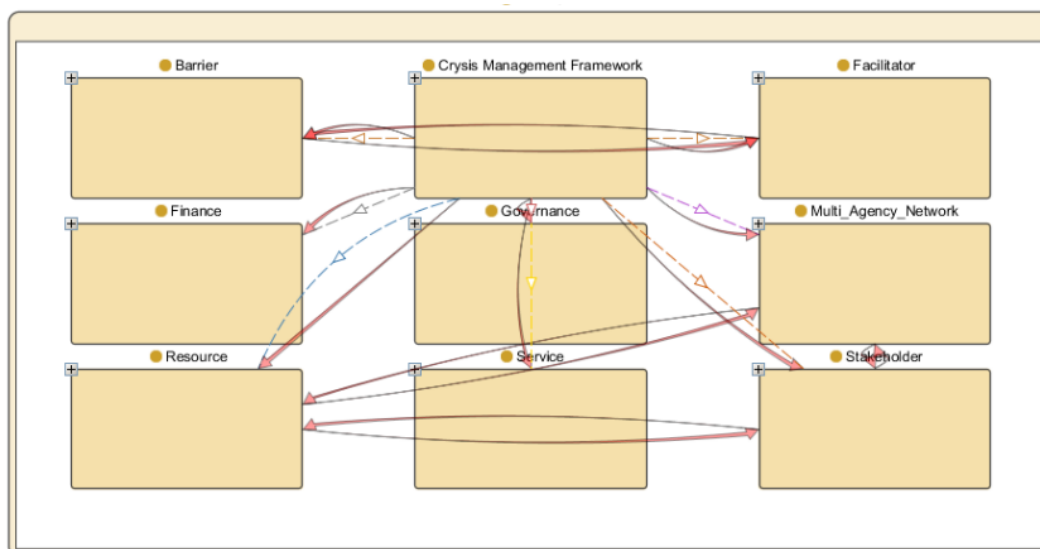 Barrier
Crysis Management Framework
Facilitator
Finance
Governance
Multi_Agency_Network
Resource
Service
Stakeholder